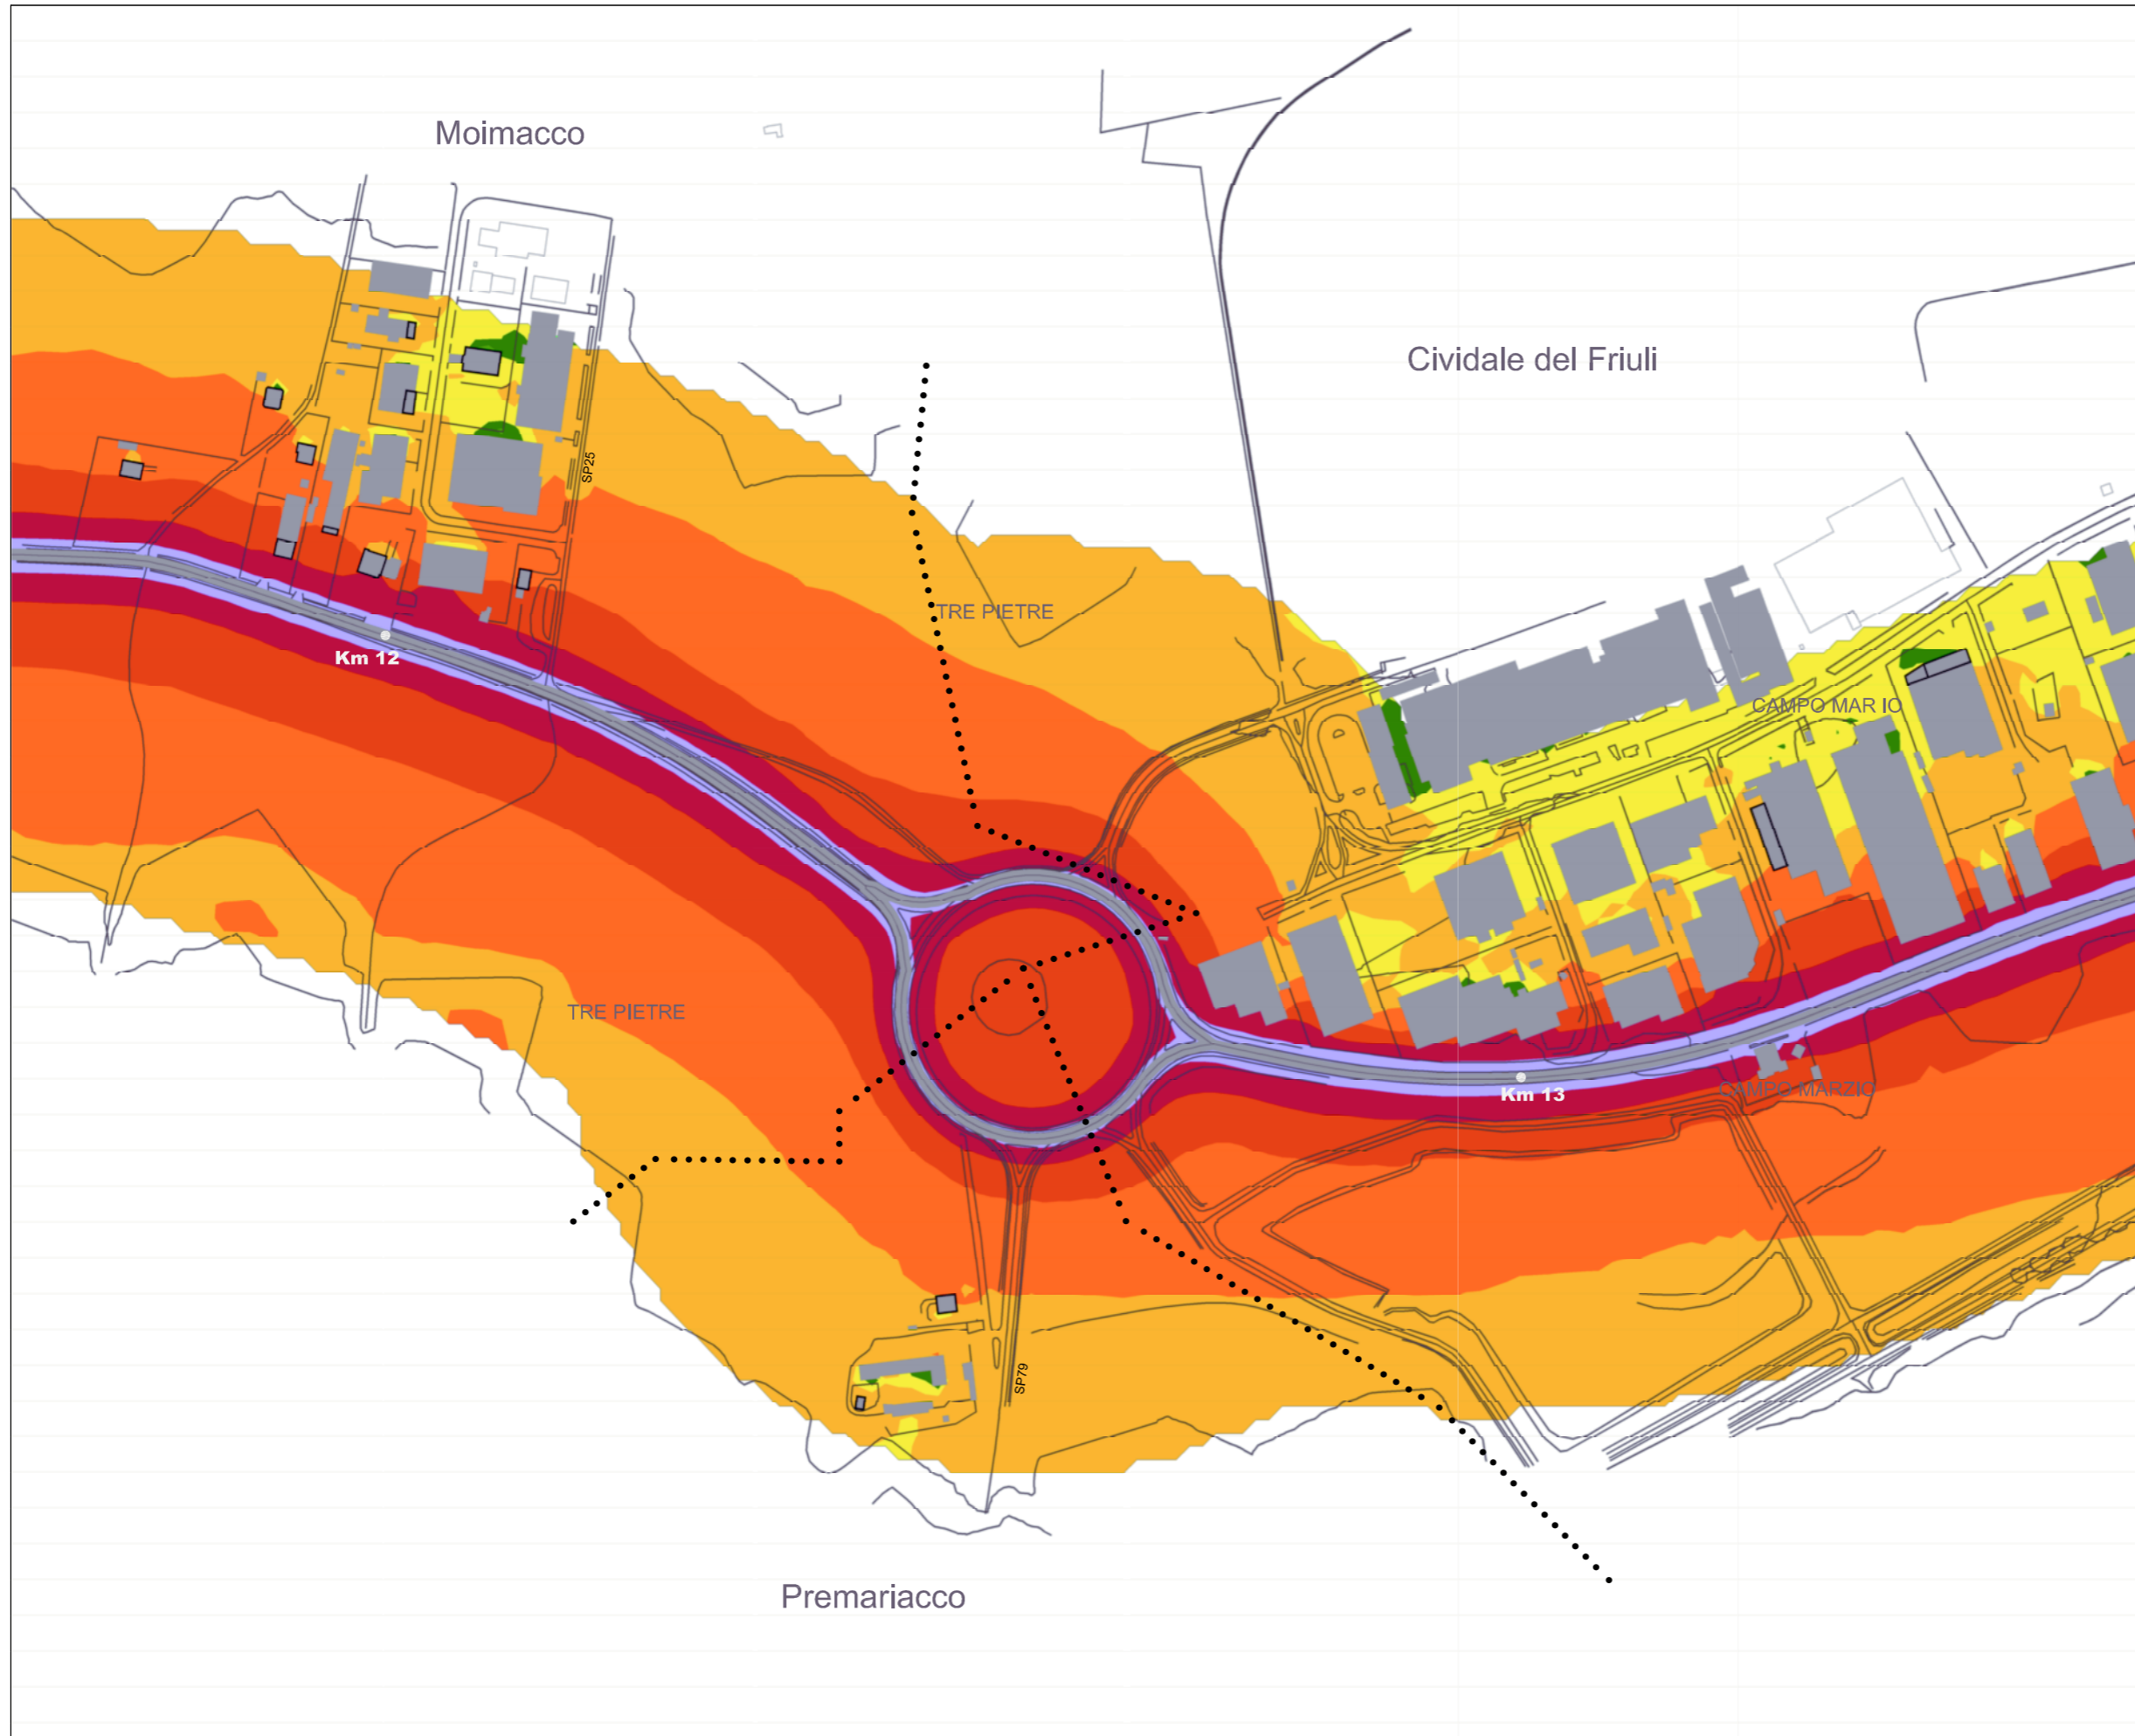 Moimacco
Cividale del Friuli
SP25
TRE PIETRE
Km 12
CAMPO MAR IO
TRE PIETRE
Km 13
CAMPO MARZIO
SP79
Premariacco